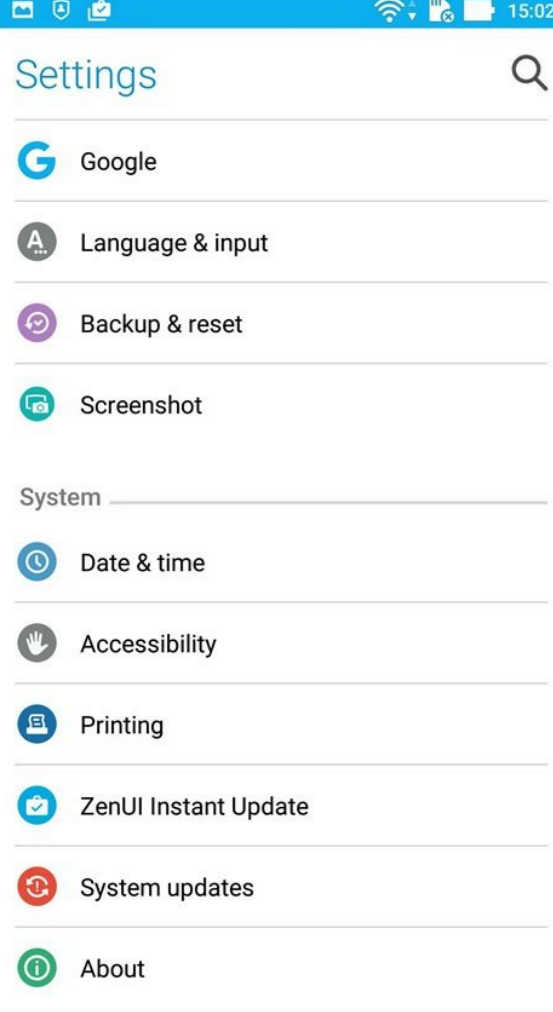 15:02
Settings
Google
Language & input
Backup & reset
Screenshot
System
Date & time
Accessibility
Printing
ZenUI Instant Update
System updates
About